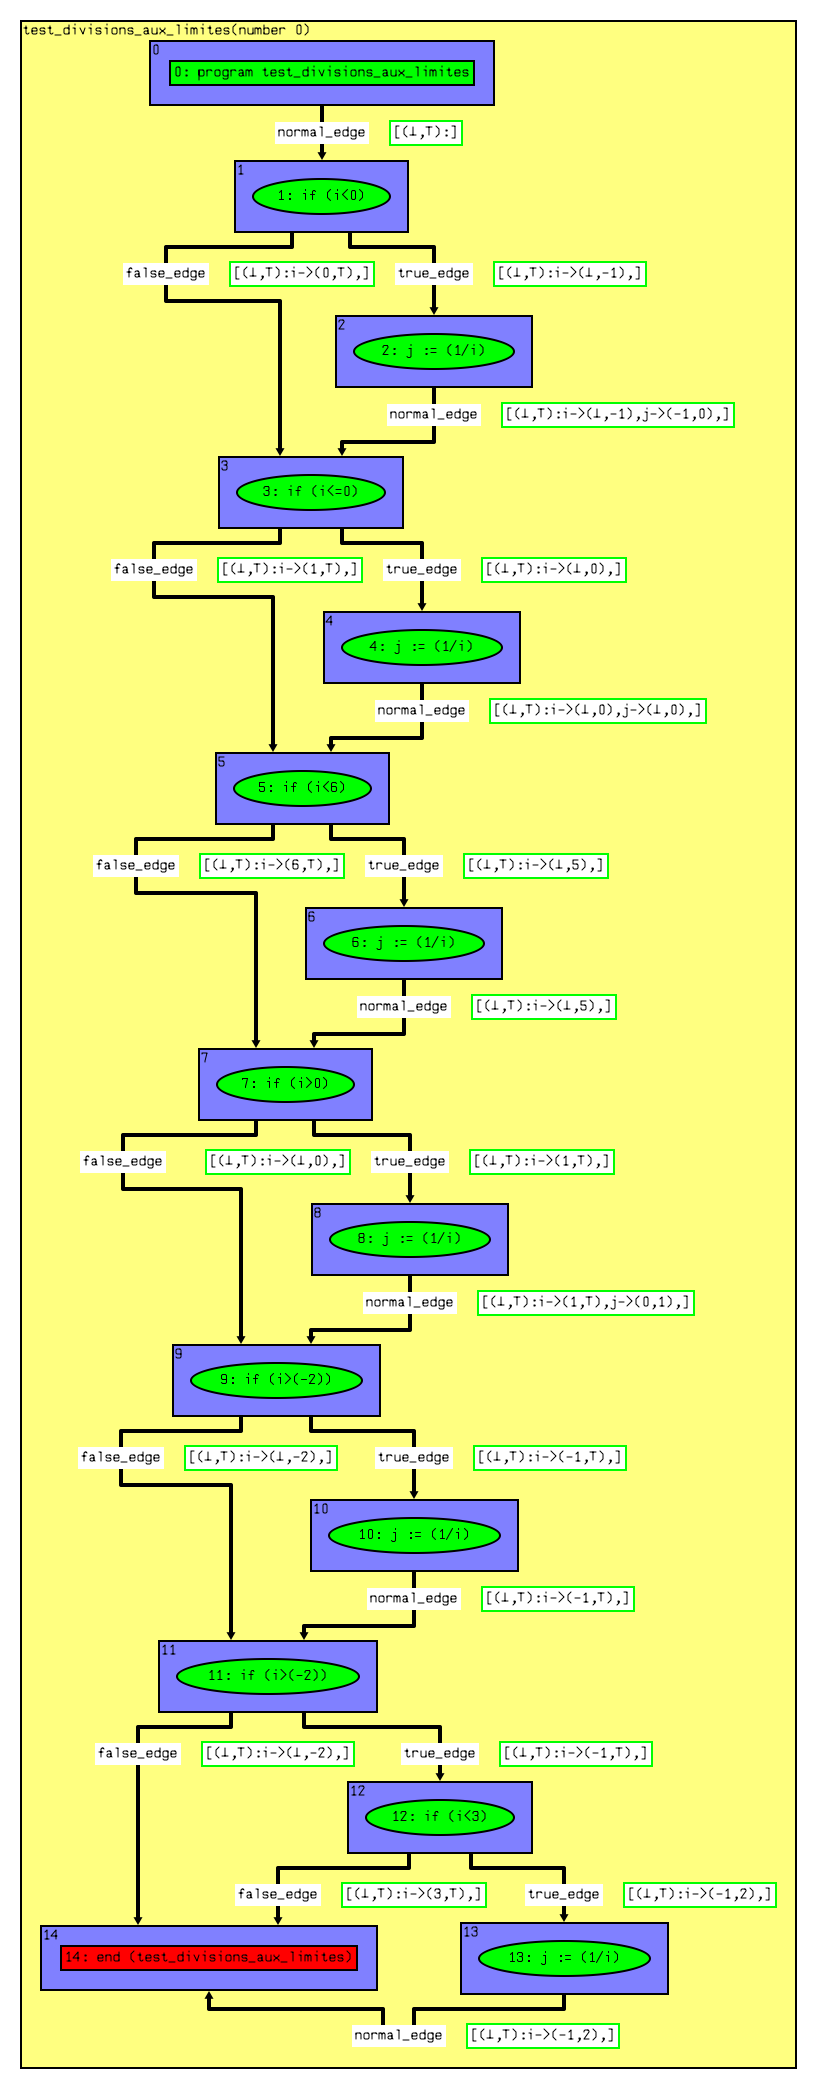 test_divisions_aux_limites(number 0)
0
0: program test_divisions_aux_limites
normal_edge [(⊥,T):]
1
1: if (i<0)
false_edge [(⊥,T):i->(0,T),] true_edge [(⊥,T):i->(⊥,-1),]
2
2: j := (1/i)
normal_edge [(⊥,T):i->(⊥,-1),j->(-1,0),]
3
3: if (i<=0)
false_edge [(⊥,T):i->(1,T),] true_edge [(⊥,T):i->(⊥,0),]
4
4: j := (1/i)
normal_edge [(⊥,T):i->(⊥,0),j->(⊥,0),]
5
5: if (i<6)
false_edge [(⊥,T):i->(6,T),] true_edge [(⊥,T):i->(⊥,5),]
6
6: j := (1/i)
normal_edge [(⊥,T):i->(⊥,5),]
7
7: if (i>0)
false_edge [(⊥,T):i->(⊥,0),] true_edge [(⊥,T):i->(1,T),]
8
8: j := (1/i)
normal_edge [(⊥,T):i->(1,T),j->(0,1),]
9
9: if (i>(-2))
false_edge [(⊥,T):i->(⊥,-2),] true_edge [(⊥,T):i->(-1,T),]
10
10: j := (1/i)
normal_edge [(⊥,T):i->(-1,T),]
11
11: if (i>(-2))
false_edge [(⊥,T):i->(⊥,-2),] true_edge [(⊥,T):i->(-1,T),]
12
12: if (i<3)
false_edge [(⊥,T):i->(3,T),] true_edge [(⊥,T):i->(-1,2),]
14
14: end (test_divisions_aux_limites)
13
13: j := (1/i)
normal_edge [(⊥,T):i->(-1,2),]